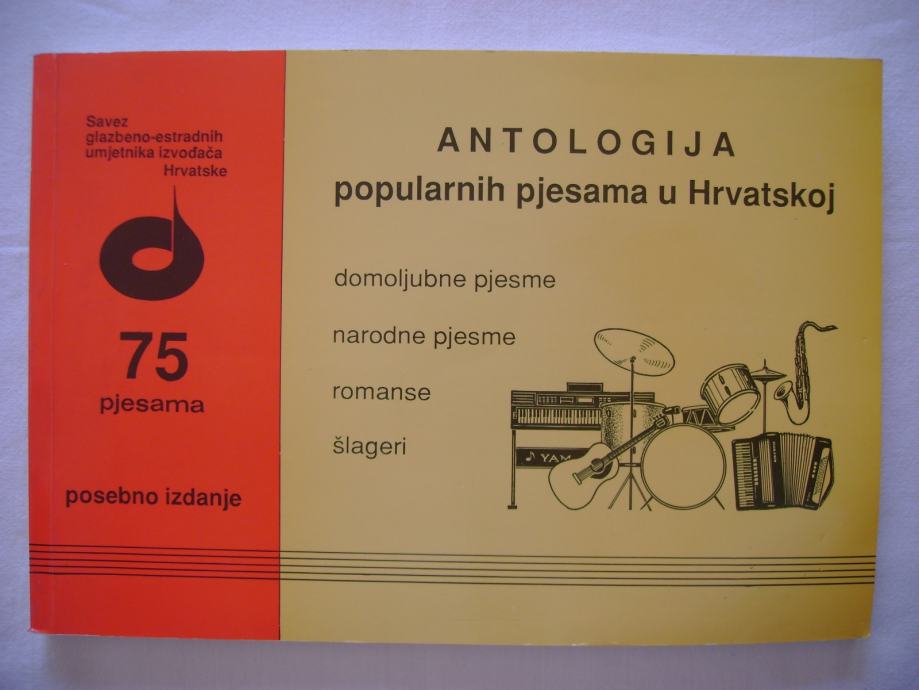 Savez
glazbeno-estradnih
umjetnika izvođača
Hrvatske
75
pjesama
posebno izdanje
ANTOLOGIJA
popularnih pjesama u Hrvatskoj
domoljubne pjesme
narodne pjesme
romanse
šlageri
YAM